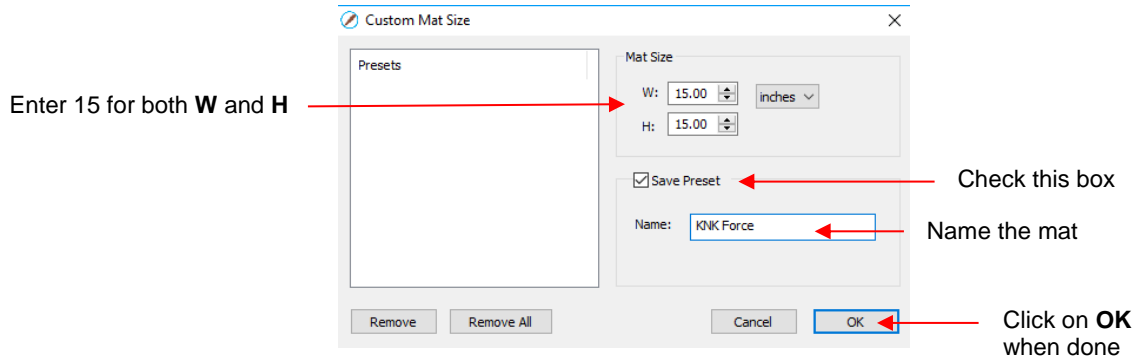 Custom Mat Size
Presets
Mat Size
W: 15.00 inches
H: 15.00
Enter 15 for both W and H
Save Preset
Check this box
Name: KNK Force
Name the mat
Remove Remove All Cancel OK
Click on OK
when done